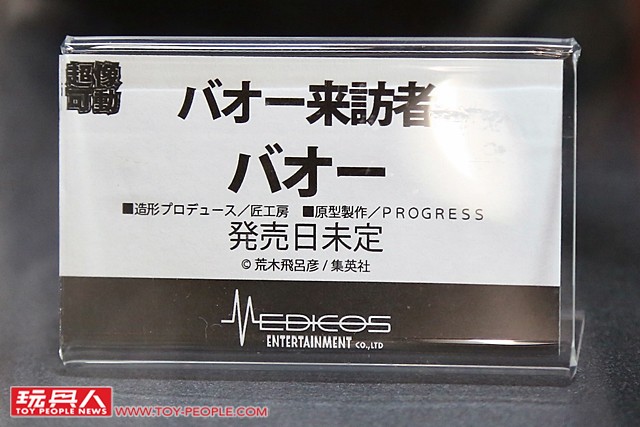 超像
可動
バオー来訪者
バオー
■造形プロデュース／匠工房 ■原型製作／PROGRESS
発売日未定
© 荒木飛呂彦 / 集英社
MEDICOS
ENTERTAINMENT CO.,LTD
玩具人
TOY PEOPLE NEWS WWW.TOY-PEOPLE.COM